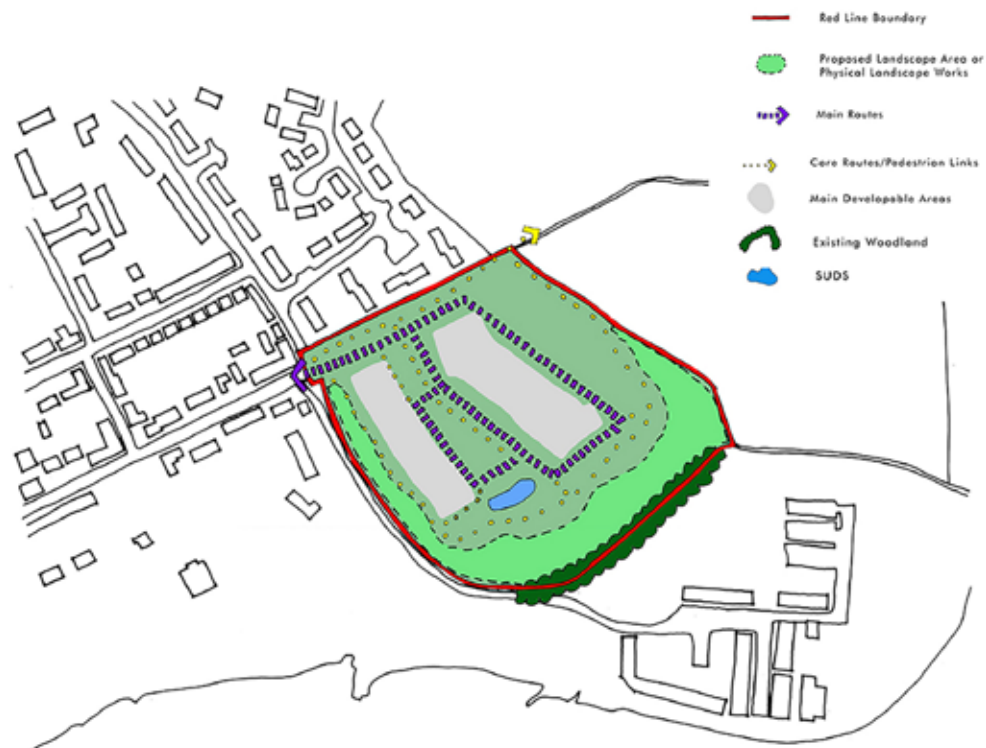 Red Line Boundary
Proposed Landscape Area or
Physical Landscape Works
Main Routes
Core Routes/Pedestrian Links
Main Developable Areas
Existing Woodland
SUDS